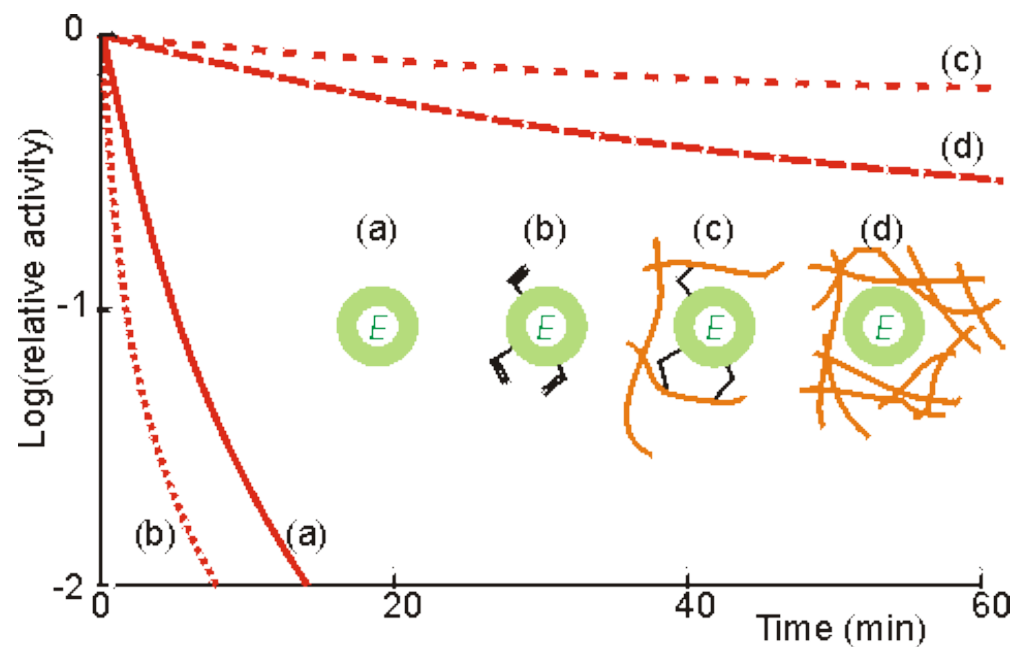 0
(c)
(d)
Log(relative activity)
(a) (b) (c) (d)
-1
E E E E
(b) (a)
-2
0 20 40 60
Time (min)